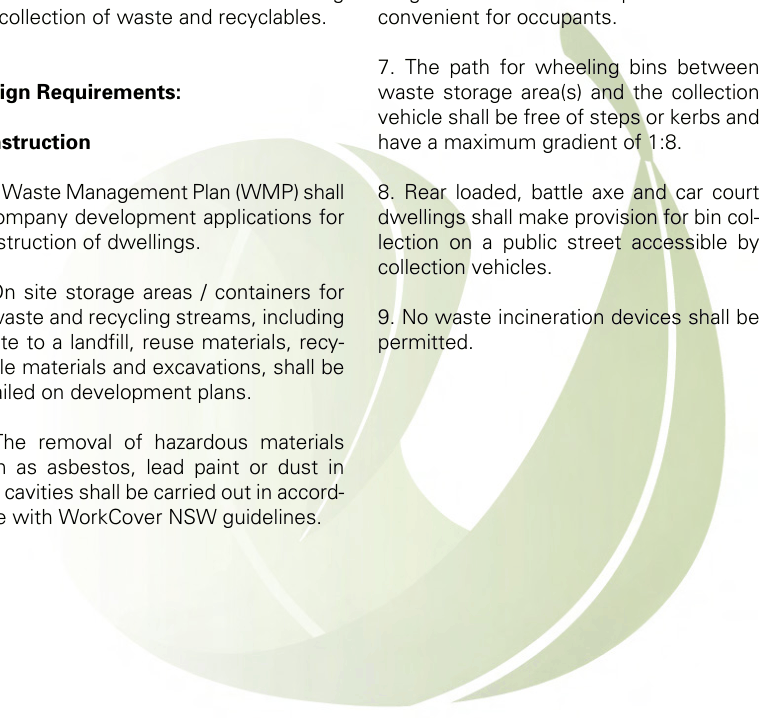 collection of waste and recyclables.
ign Requirements:
struction
Waste Management Plan (WMP) shall
ompany development applications for
struction of dwellings.
On site storage areas / containers for
waste and recycling streams, including
te to a landfill, reuse materials, recy-
le materials and excavations, shall be
ailed on development plans.
The removal of hazardous materials
h as asbestos, lead paint or dust in
cavities shall be carried out in accord-
e with WorkCover NSW guidelines.
convenient for occupants.
7. The path for wheeling bins between
waste storage area(s) and the collection
vehicle shall be free of steps or kerbs and
have a maximum gradient of 1:8.
8. Rear loaded, battle axe and car court
dwellings shall make provision for bin col-
lection on a public street accessible by
collection vehicles.
9. No waste incineration devices shall be
permitted.